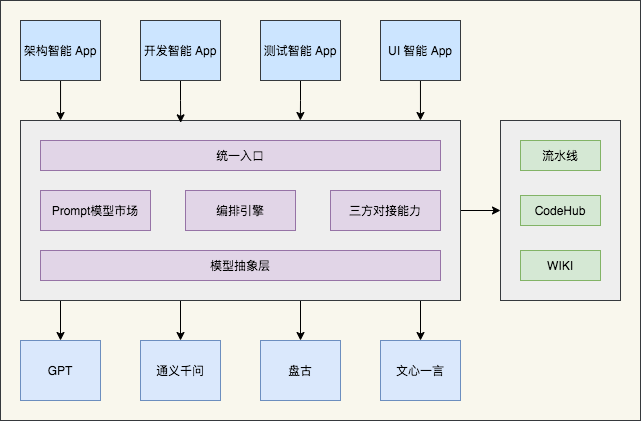 架构智能 App
开发智能 App
测试智能 App
UI 智能 App
统一入口
流水线
Prompt模型市场
编排引擎
三方对接能力
CodeHub
模型抽象层
WIKI
GPT
通义千问
盘古
文心一言